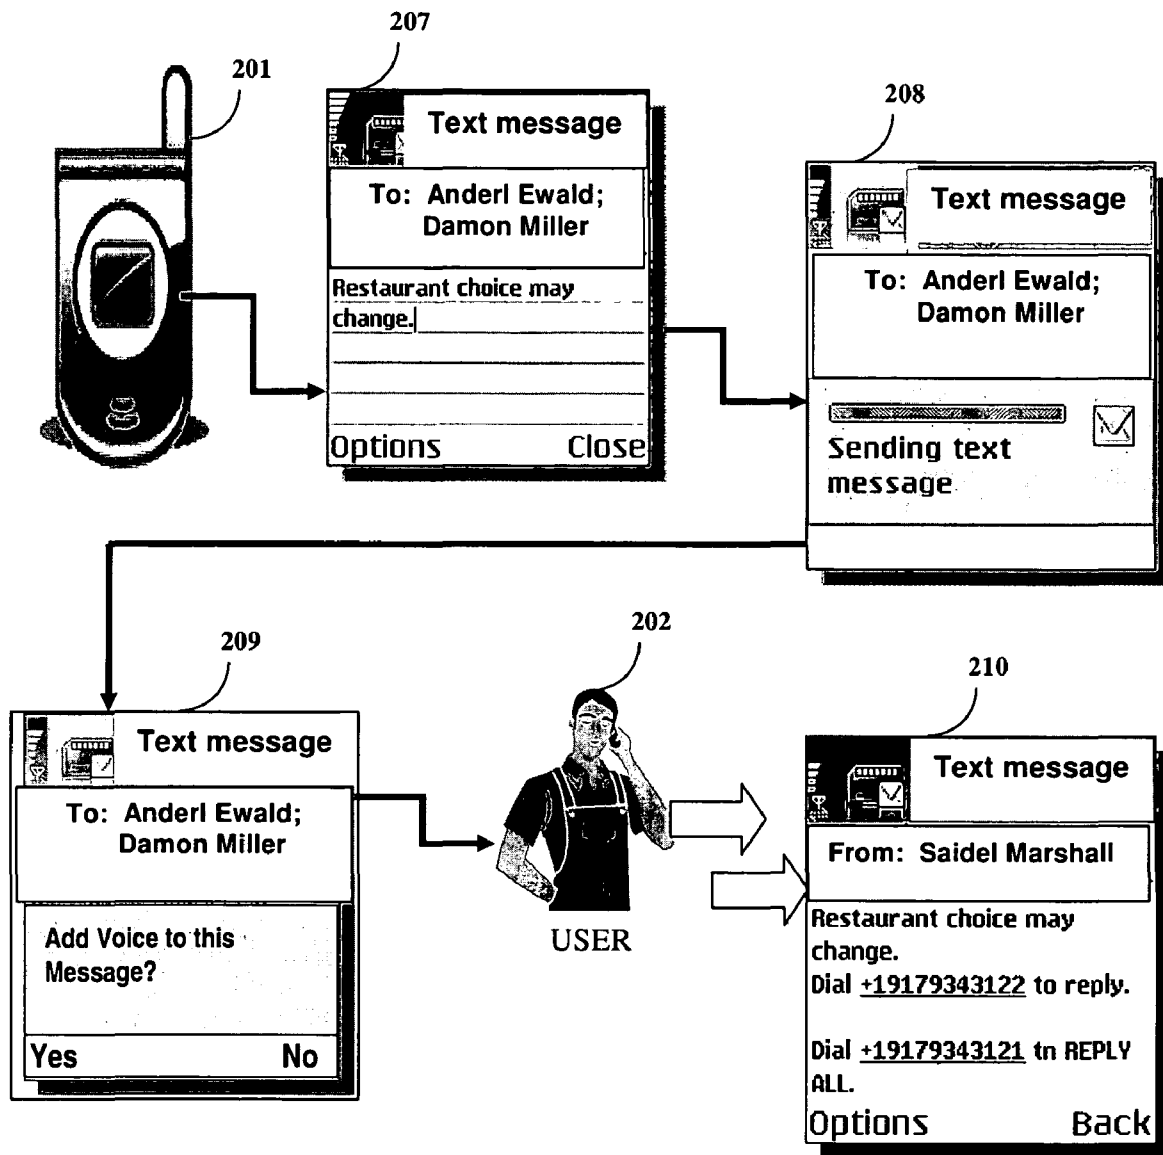 207
201
Text message
To: Anderl Ewald;
Damon Miller
Restaurant choice may
change.
Options Close
208
Text message
To: Anderl Ewald;
Damon Miller
Sending text
message
209
Text message
To: Anderl Ewald;
Damon Miller
Add Voice to this
Message?
Yes No
202
USER
210
Text message
From: Saidel Marshall
Restaurant choice may
change.
Dial +19179343122 to reply.
Dial +19179343121 tn REPLY
ALL.
Options Back